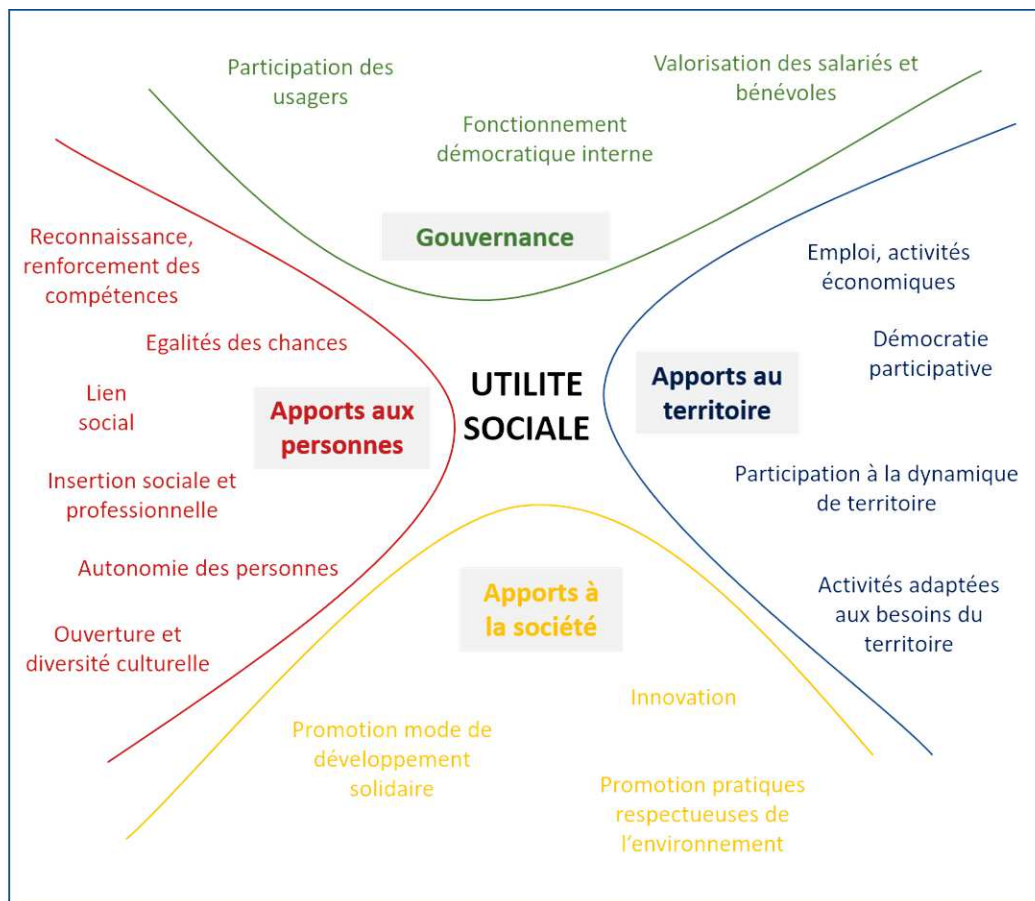 Participation des
usagers
Valorisation des salariés et
bénévoles
Fonctionnement
démocratique interne
Gouvernance
Reconnaissance,
renforcement des
compétences
Egalités des chances
Lien
social
Apports aux
personnes
Insertion sociale et
professionnelle
Autonomie des personnes
Ouverture et
diversité culturelle
UTILITE
SOCIALE
Emploi, activités
économiques
Démocratie
participative
Apports au
territoire
Participation à la dynamique
de territoire
Activités adaptées
aux besoins du
territoire
Apports à
la société
Innovation
Promotion mode de
développement
solidaire
Promotion pratiques
respectueuses de
l’environnement